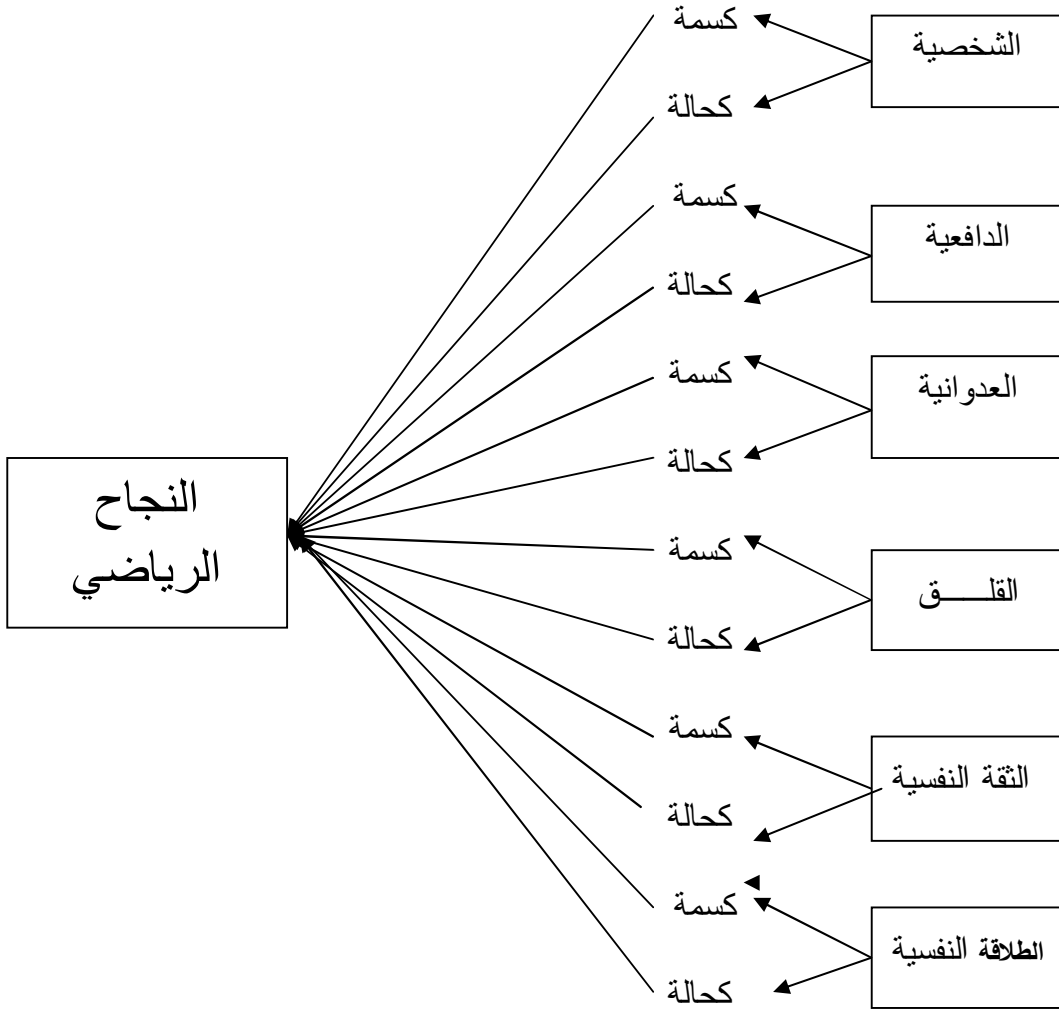 الشخصية
كسمة
كحالة
الدافعية
كسمة
كحالة
العدوانية
كسمة
كحالة
القلـــــق
كسمة
كحالة
الثقة النفسية
كسمة
كحالة
الطلاقة النفسية
كسمة
كحالة
النجاح
الرياضي